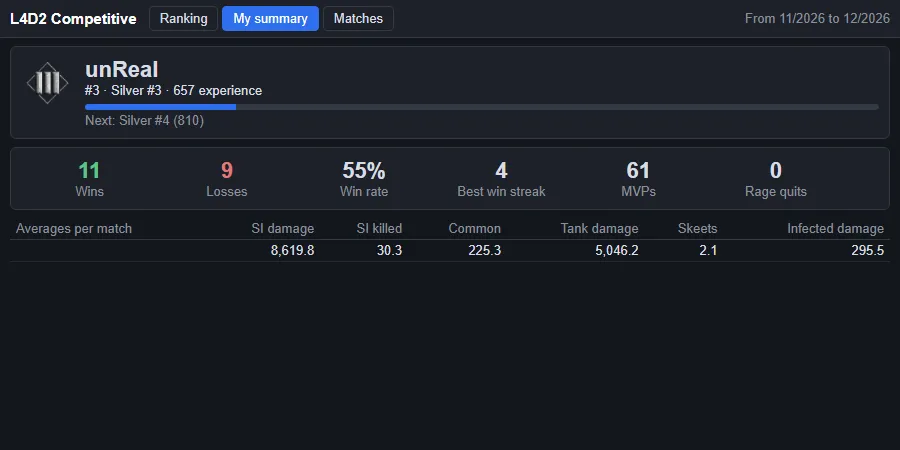 L4D2 Competitive Ranking My summary Matches From 11/2026 to 12/2026
unReal
#3 · Silver #3 · 657 experience
Next: Silver #4 (810)
11 9 55% 4 61 0
Wins Losses Win rate Best win streak MVPs Rage quits
Averages per match SI damage SI killed Common Tank damage Skeets Infected damage
8,619.8 30.3 225.3 5,046.2 2.1 295.5